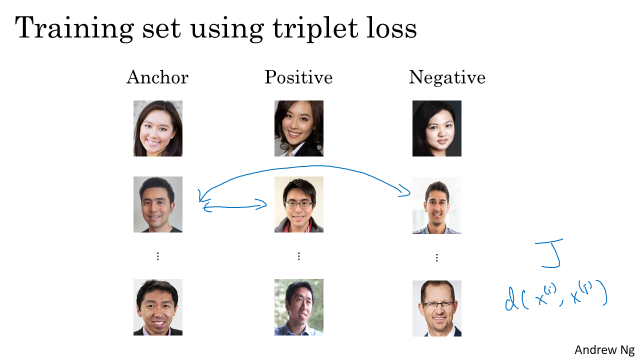 Training set using triplet loss
Anchor Positive Negative
⋮ ⋮ ⋮
J
d(x^(i), x^(j))
Andrew Ng